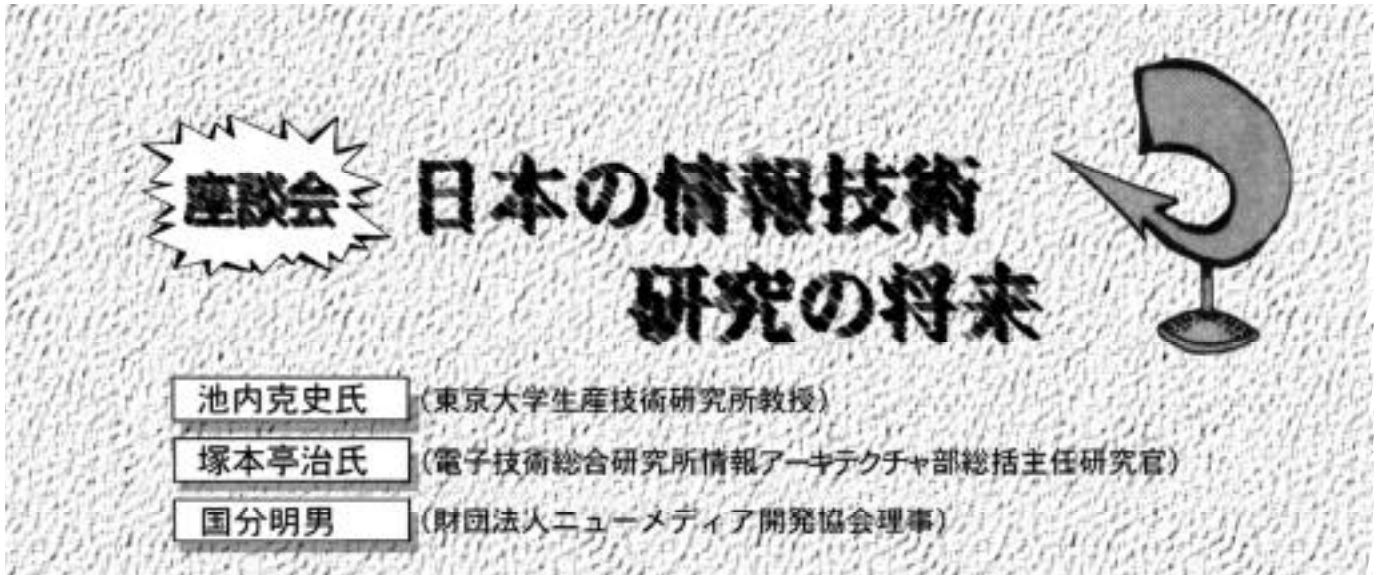 座談会
日本の情報技術
研究の将来
池内克史氏 (東京大学生産技術研究所教授)
塚本亭治氏 (電子技術総合研究所情報アーキテクチャ部総括主任研究官)
国分明男 (財団法人ニューメディア開発協会理事)